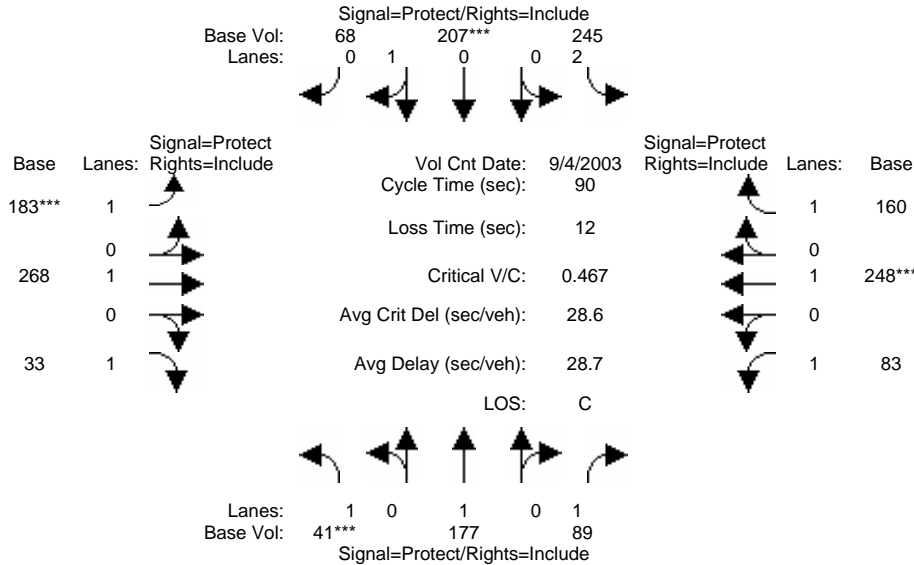 Signal=Protect/Rights=Include
Base Vol: 68 207*** 245
Lanes: 0 1 0 0 2
Signal=Protect Signal=Protect
Base Lanes: Rights=Include Vol Cnt Date: 9/4/2003 Rights=Include Lanes: Base
Cycle Time (sec): 90
183*** 1 1 160
Loss Time (sec): 12
0 0
268 1 Critical V/C: 0.467 1 248***
0 Avg Crit Del (sec/veh): 28.6 0
33 1 Avg Delay (sec/veh): 28.7 1 83
LOS: C
Lanes: 1 0 1 0 1
Base Vol: 41*** 177 89
Signal=Protect/Rights=Include